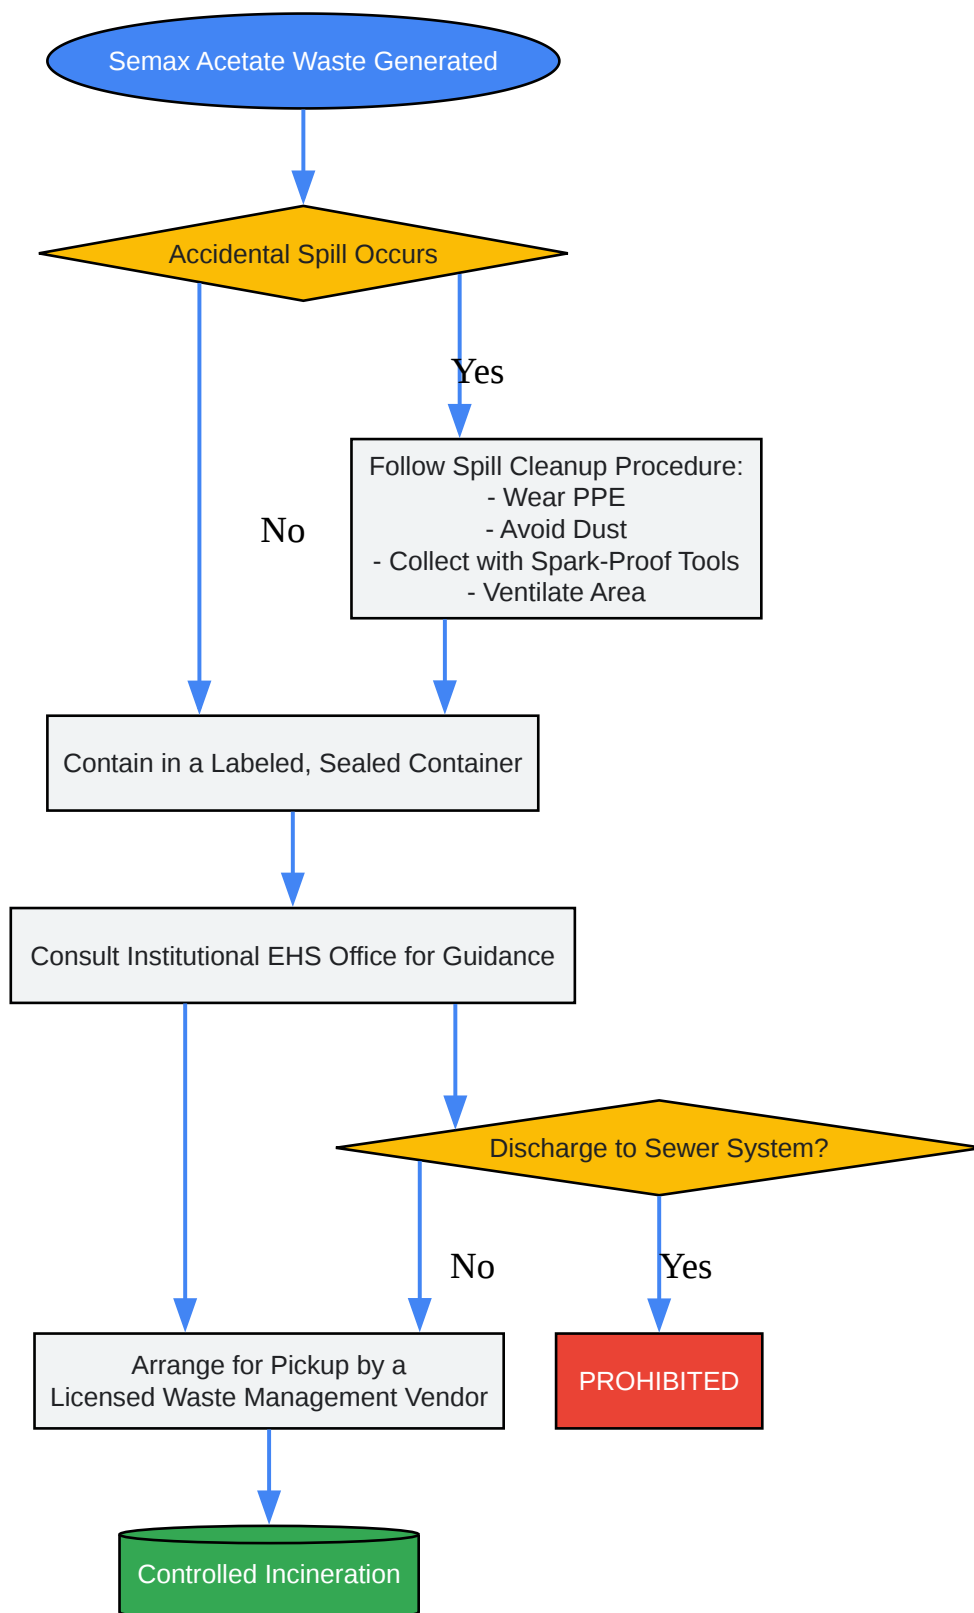 Semax Acetate Waste Generated
Accidental Spill Occurs
Yes
Follow Spill Cleanup Procedure:
- Wear PPE
- Avoid Dust
- Collect with Spark-Proof Tools
- Ventilate Area
No
Contain in a Labeled, Sealed Container
Consult Institutional EHS Office for Guidance
Discharge to Sewer System?
No
Yes
Arrange for Pickup by a
Licensed Waste Management Vendor
PROHIBITED
Controlled Incineration